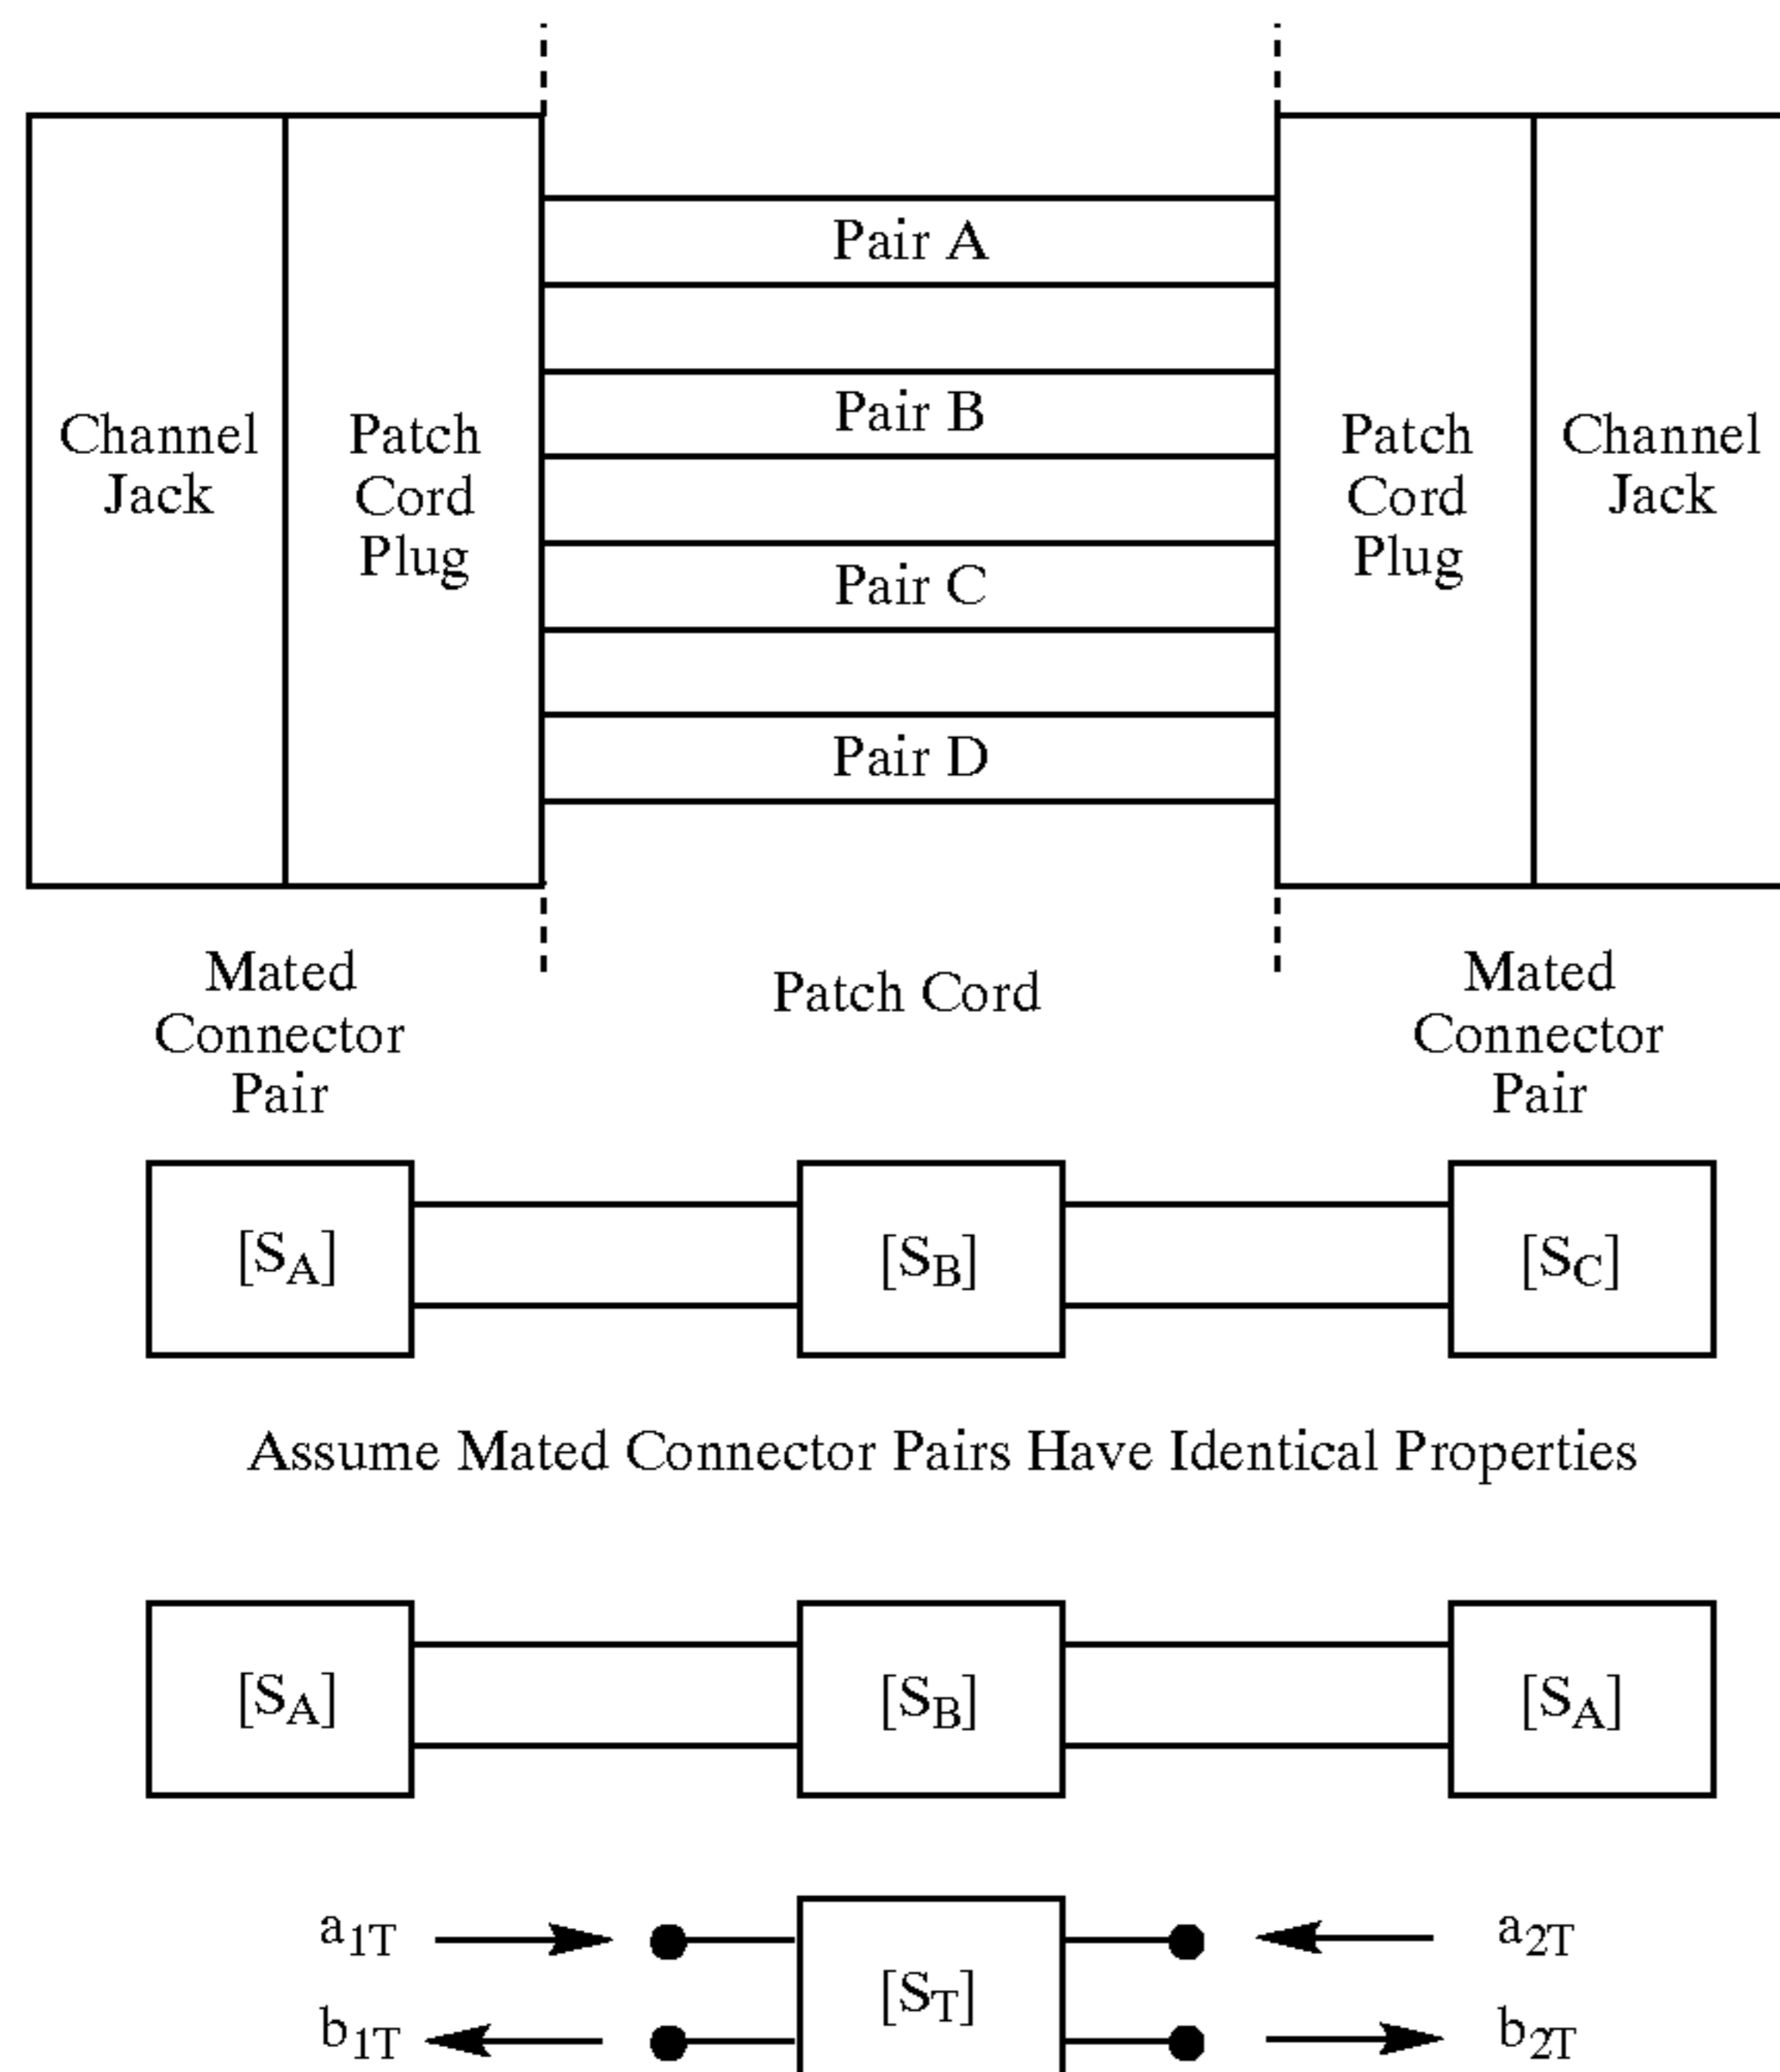 Pair A
Pair B
Channel
Jack
Patch
Cord
Plug
Patch
Cord
Plug
Channel
Jack
Pair C
Pair D
Mated
Connector
Pair
Patch Cord
Mated
Connector
Pair
[SA]
[SB]
[SC]
Assume Mated Connector Pairs Have Identical Properties
[SA]
[SB]
[SA]
a1T
[ST]
a2T
b1T
b2T